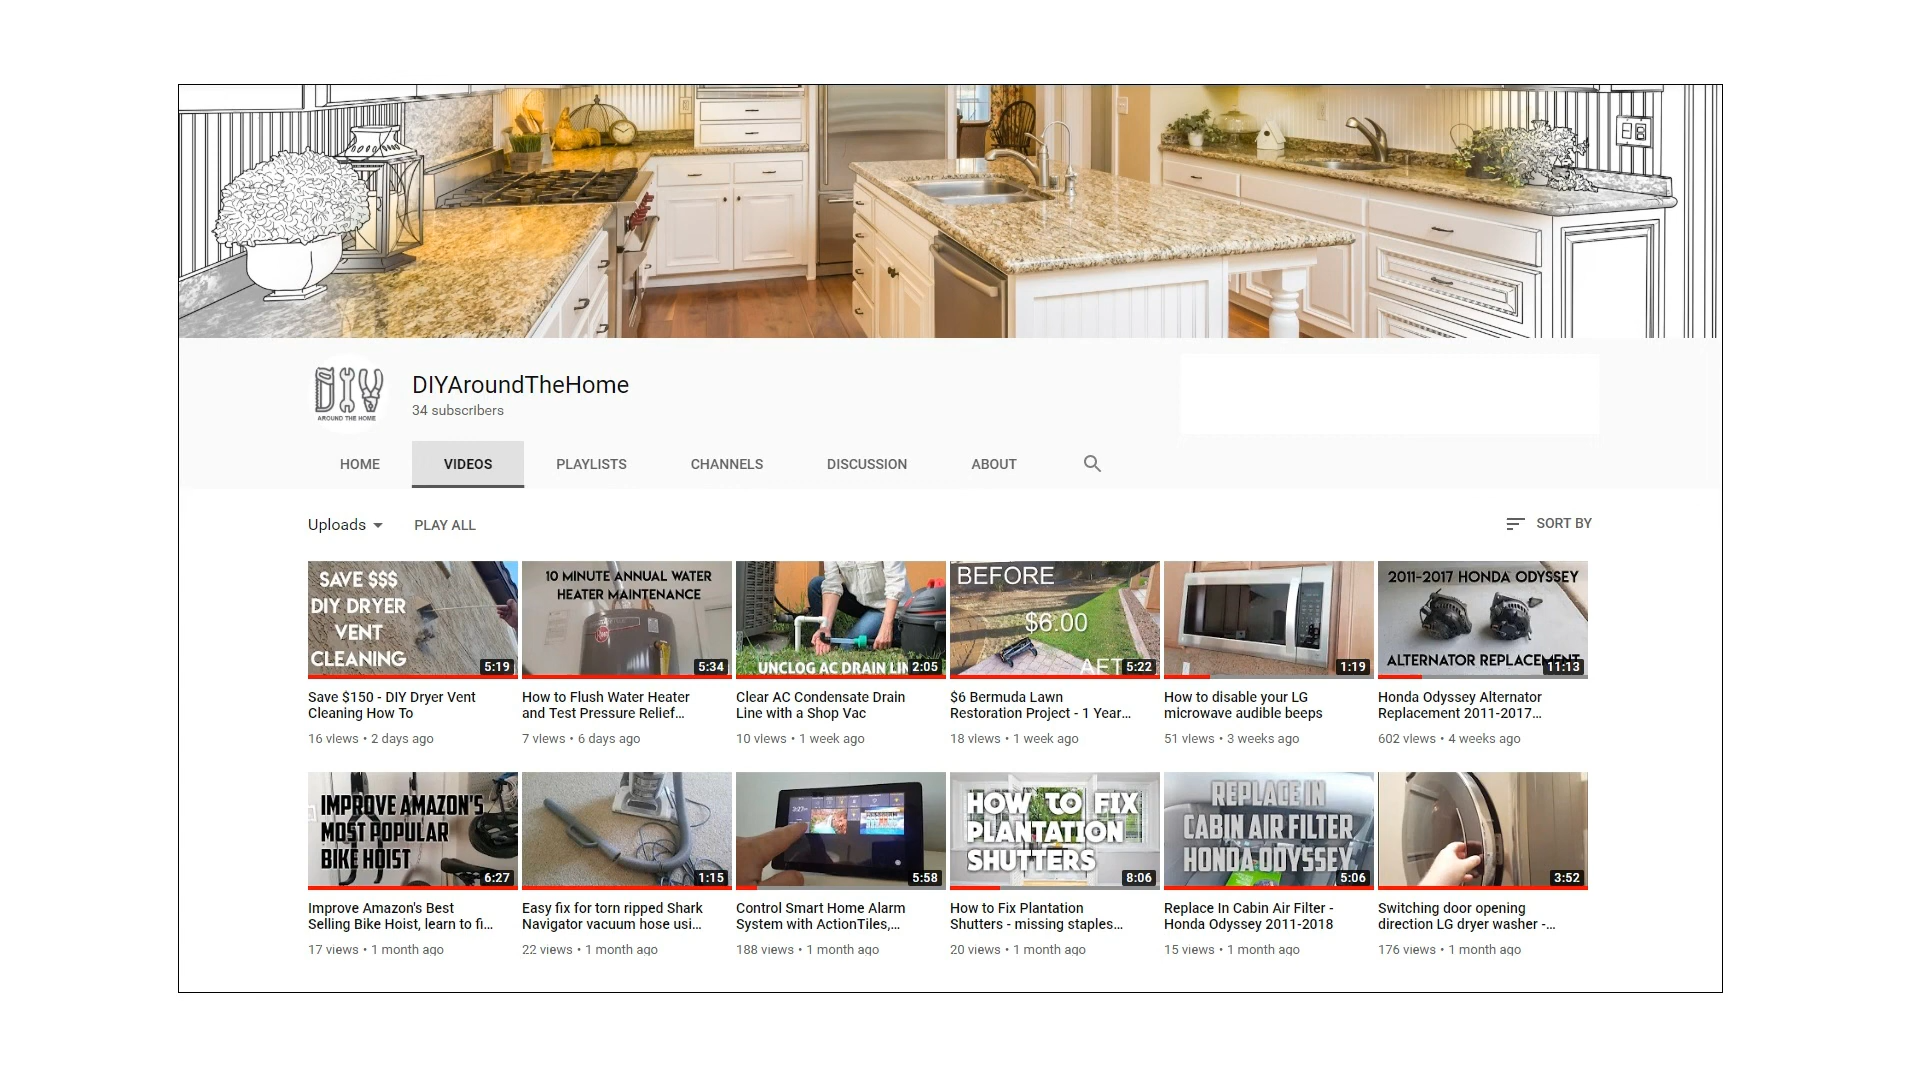 DIY
AROUND THE HOME
DIYAroundTheHome
34 subscribers
HOME VIDEOS PLAYLISTS CHANNELS DISCUSSION ABOUT
Uploads PLAY ALL SORT BY
SAVE $$$
DIY DRYER
VENT
CLEANING
5:19
Save $150 - DIY Dryer Vent
Cleaning How To
16 views • 2 days ago
10 MINUTE ANNUAL WATER
HEATER MAINTENANCE
5:34
How to Flush Water Heater
and Test Pressure Relief...
7 views • 6 days ago
UNCLOG AC DRAIN LIN
2:05
Clear AC Condensate Drain
Line with a Shop Vac
10 views • 1 week ago
BEFORE
$6.00
AFT
5:22
$6 Bermuda Lawn
Restoration Project - 1 Year...
18 views • 1 week ago
1:19
How to disable your LG
microwave audible beeps
51 views • 3 weeks ago
2011-2017 HONDA ODYSSEY
ALTERNATOR REPLACEMENT
11:13
Honda Odyssey Alternator
Replacement 2011-2017...
602 views • 4 weeks ago
IMPROVE AMAZON'S
MOST POPULAR
BIKE HOIST
6:27
Improve Amazon's Best
Selling Bike Hoist, learn to fi...
17 views • 1 month ago
1:15
Easy fix for torn ripped Shark
Navigator vacuum hose usi...
22 views • 1 month ago
5:58
Control Smart Home Alarm
System with ActionTiles,...
188 views • 1 month ago
HOW TO FIX
PLANTATION
SHUTTERS
8:06
How to Fix Plantation
Shutters - missing staples...
20 views • 1 month ago
REPLACE IN
CABIN AIR FILTER
HONDA ODYSSEY
5:06
Replace In Cabin Air Filter -
Honda Odyssey 2011-2018
15 views • 1 month ago
3:52
Switching door opening
direction LG dryer washer -...
176 views • 1 month ago